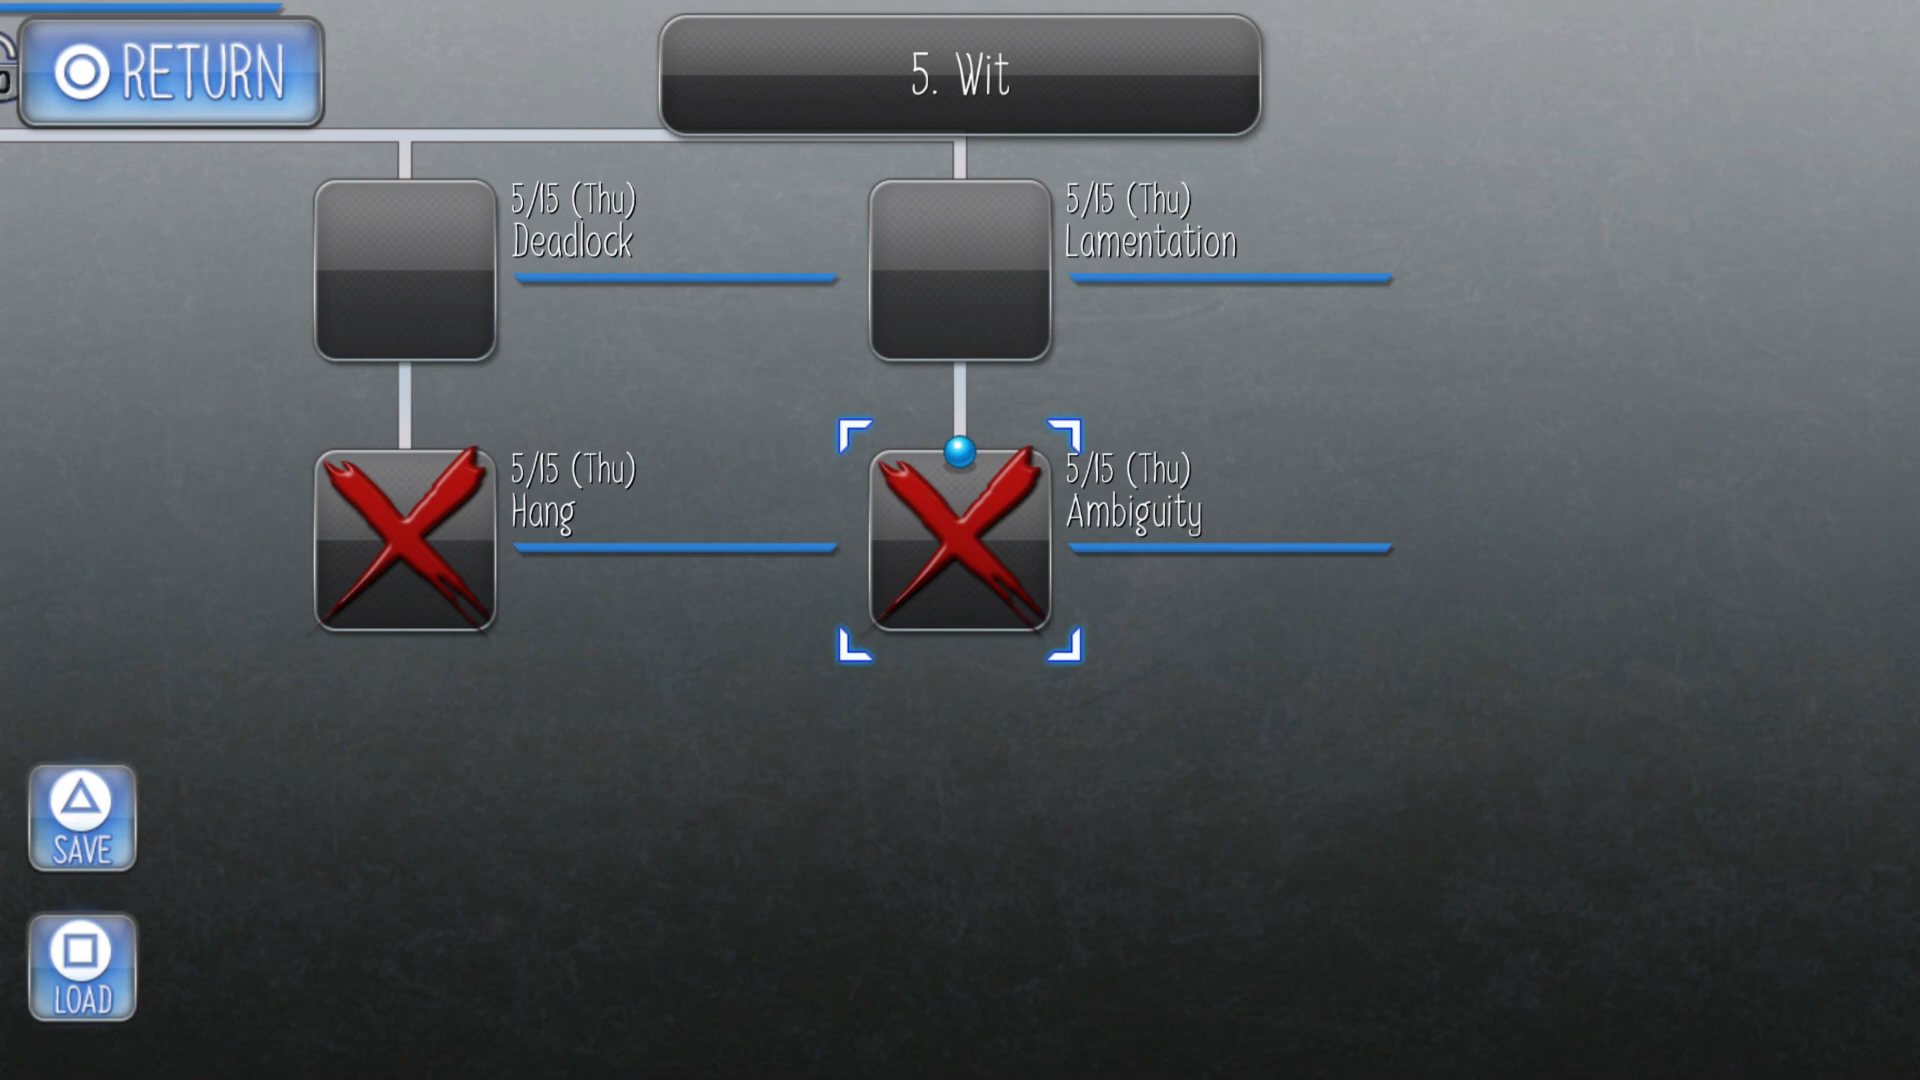 RETURN
5. Wit
5/15 (Thu)
Deadlock
5/15 (Thu)
Lamentation
5/15 (Thu)
Hang
5/15 (Thu)
Ambiguity
SAVE
LOAD